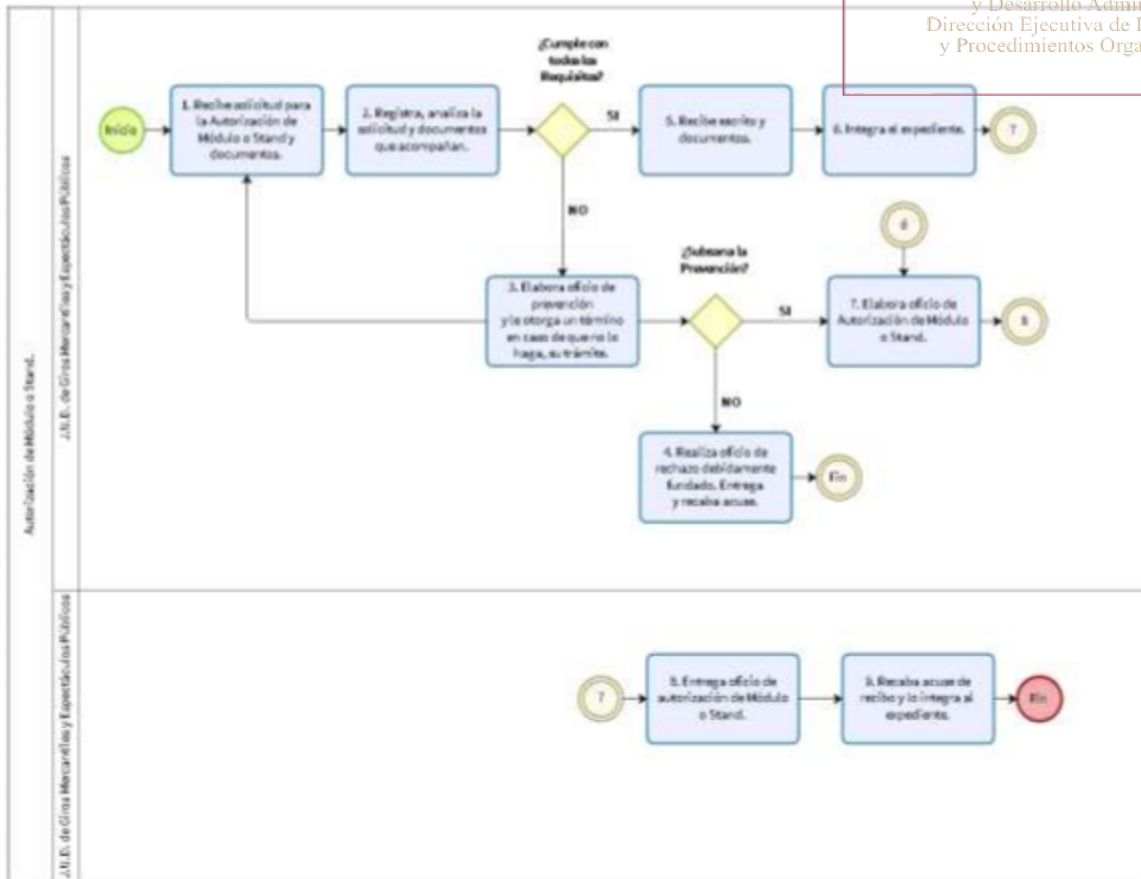 y Desarrollo Admi
Dirección Ejecutiva de
y Procedimientos Orga
Autorización de Módulo o Stand.
J.U.D. de Giros Mercantiles y Espectáculos Públicos
Inicio
1. Recibe solicitud para
la Autorización de
Módulo o Stand y
documentos.
2. Registra, analiza la
solicitud y documentos
que acompañan.
¿Cumple con
todos los
Requisitos?
SI
5. Recibe escrito y
documentos.
6. Integra el expediente.
7
NO
3. Elabora oficio de
prevención
y le otorga un término
en caso de que no lo
haga, su trámite.
¿Subsana la
Prevención?
SI
6
7. Elabora oficio de
Autorización de Módulo
o Stand.
8
NO
4. Realiza oficio de
rechazo debidamente
fundado. Entrega
y recaba acuse.
Fin
J.U.D. de Giros Mercantiles y Espectáculos Públicos
7
8. Entrega oficio de
autorización de Módulo
o Stand.
9. Recaba acuse de
recibo y lo integra al
expediente.
Fin